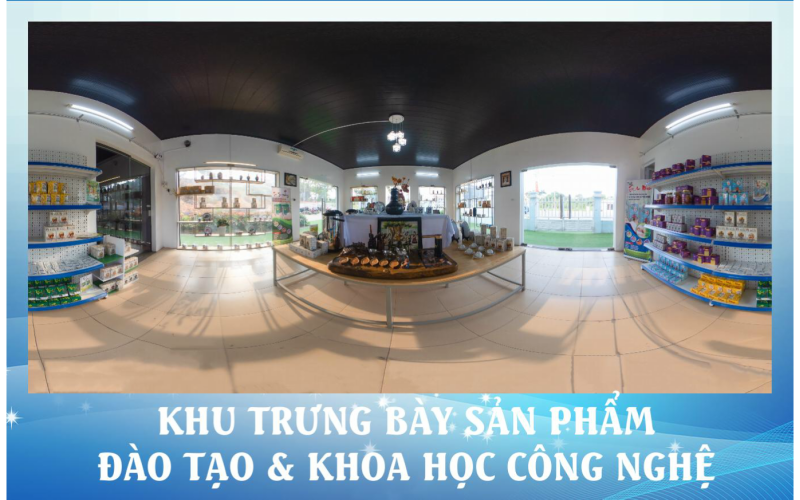 KHU TRƯNG BÀY SẢN PHẨM
ĐÀO TẠO & KHOA HỌC CÔNG NGHỆ